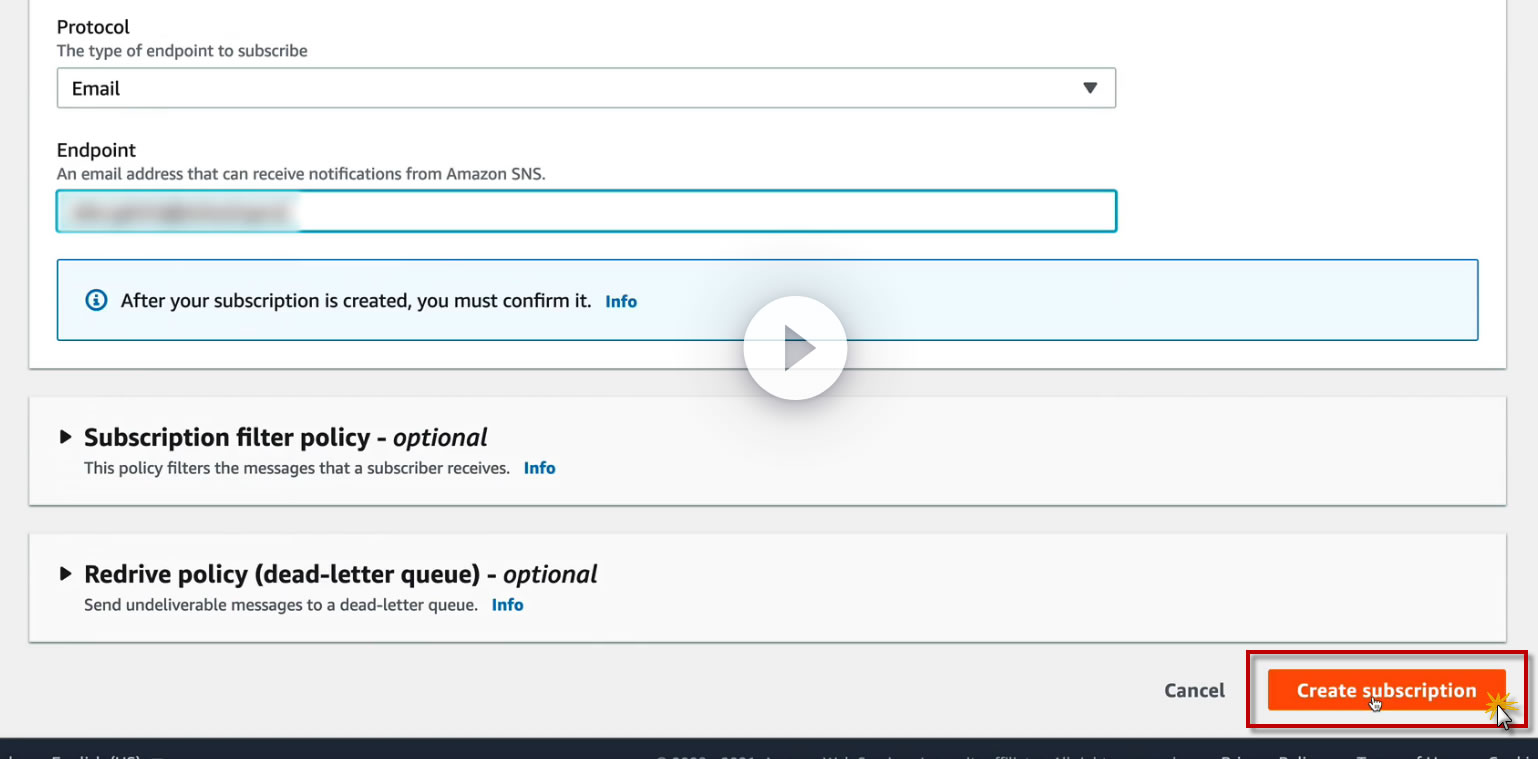 Protocol
The type of endpoint to subscribe
Email
Endpoint
An email address that can receive notifications from Amazon SNS.
After your subscription is created, you must confirm it. Info
Subscription filter policy - optional
This policy filters the messages that a subscriber receives. Info
Redrive policy (dead-letter queue) - optional
Send undeliverable messages to a dead-letter queue. Info
Cancel
Create subscription